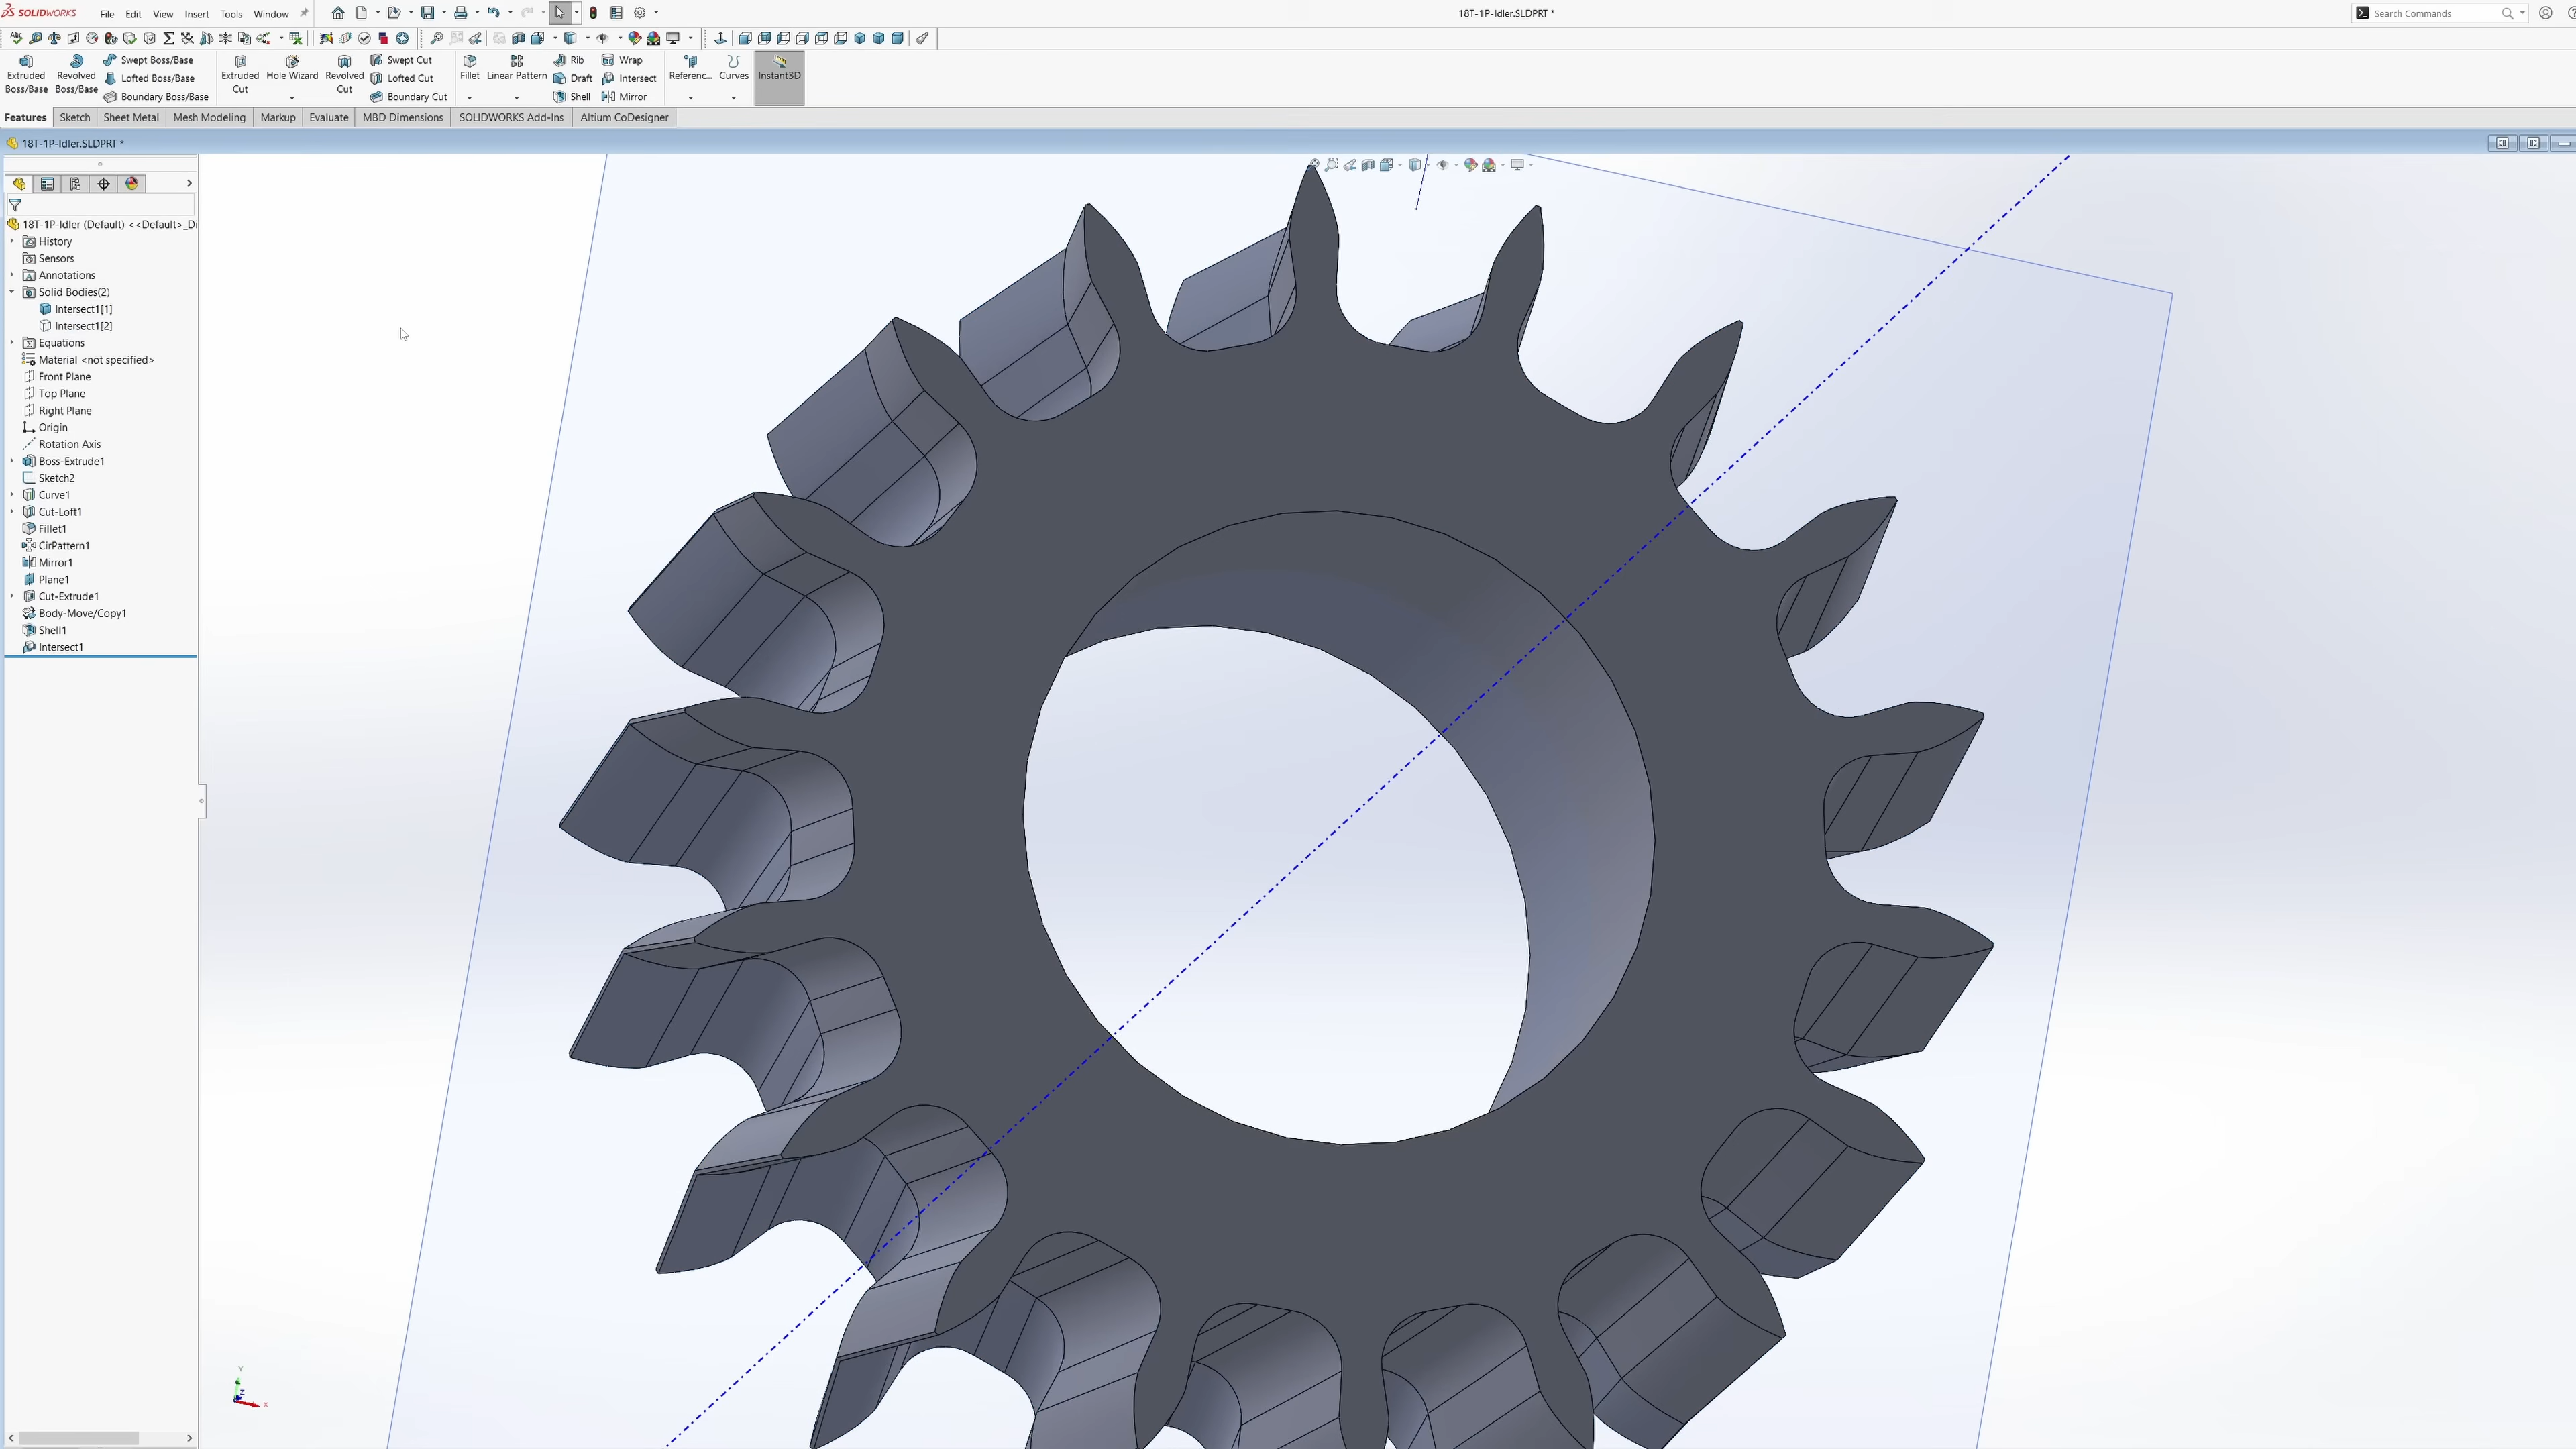 SOLIDWORKS File Edit View Insert Tools Window 18T-1P-Idler.SLDPRT * Search Commands
Extruded Boss/Base
Revolved Boss/Base
Swept Boss/Base
Lofted Boss/Base
Boundary Boss/Base
Extruded Cut
Hole Wizard
Revolved Cut
Swept Cut
Lofted Cut
Boundary Cut
Fillet
Linear Pattern
Rib
Draft
Shell
Wrap
Intersect
Mirror
Referenc...
Curves
Instant3D
Features Sketch Sheet Metal Mesh Modeling Markup Evaluate MBD Dimensions SOLIDWORKS Add-Ins Altium CoDesigner
18T-1P-Idler.SLDPRT *
18T-1P-Idler (Default) <<Default>_Di
History
Sensors
Annotations
Solid Bodies(2)
Intersect1[1]
Intersect1[2]
Equations
Material <not specified>
Front Plane
Top Plane
Right Plane
Origin
Rotation Axis
Boss-Extrude1
Sketch2
Curve1
Cut-Loft1
Fillet1
CirPattern1
Mirror1
Plane1
Cut-Extrude1
Body-Move/Copy1
Shell1
Intersect1
Y
Z
X